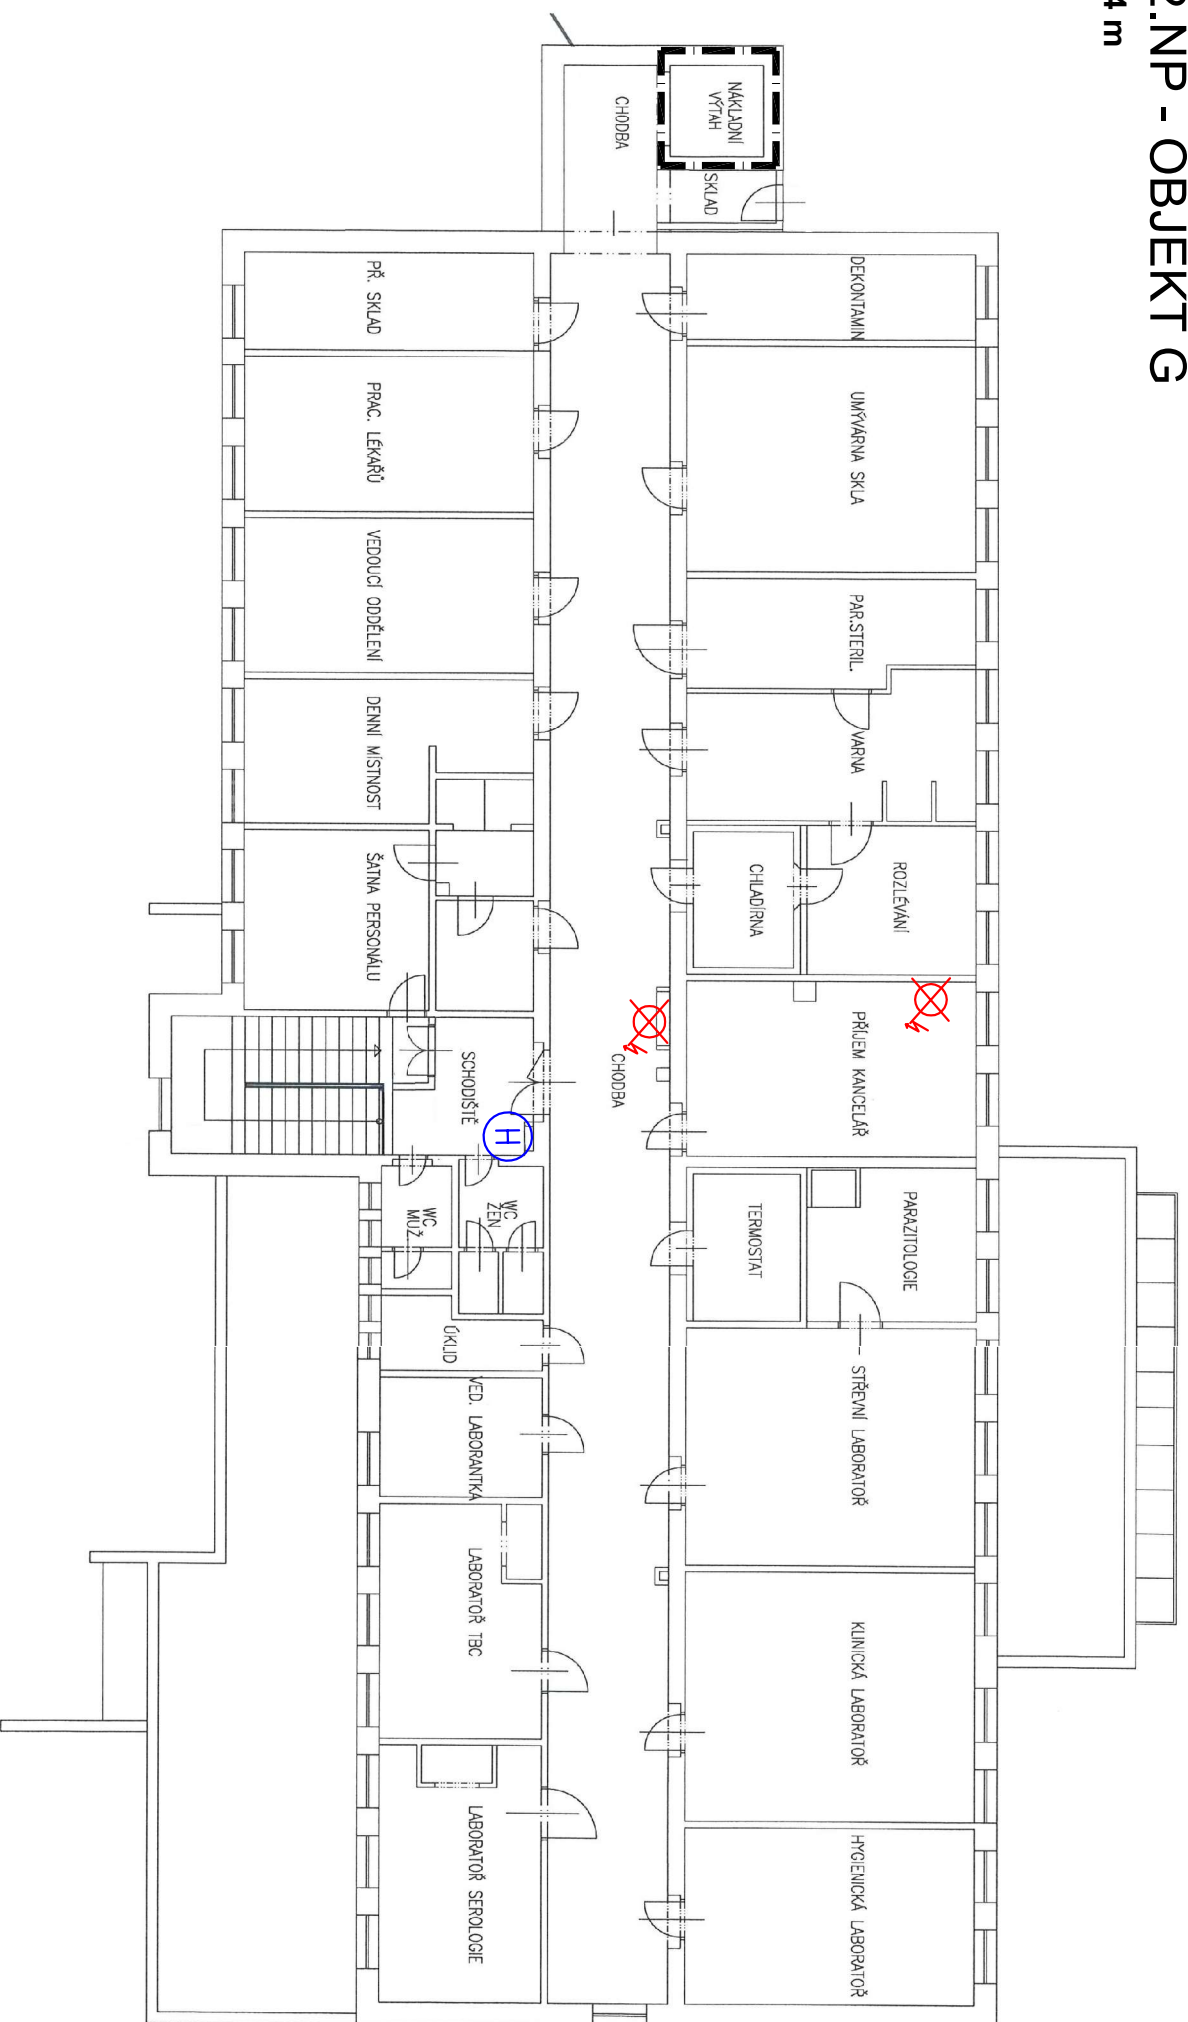 2.NP - OBJEKT G
4 m
NÁKLADNÍ
VÝTAH
CHODBA
SKLAD
DEKONTAMIN
UMÝVÁRNA SKLA
PAR.STERIL.
VARNA
ROZLÉVÁNÍ
CHLADÍRNA
PŘÍJEM KANCELÁŘ
PARAZITOLOGIE
TERMOSTAT
STŘEVNÍ LABORATOŘ
KLINICKÁ LABORATOŘ
HYGIENICKÁ LABORATOŘ
CHODBA
PŘ. SKLAD
PRAC. LÉKAŘŮ
VEDOUCÍ ODDĚLENÍ
DENNÍ MÍSTNOST
ŠATNA PERSONÁLU
SCHODIŠTĚ
H
WC
ŽEN
WC
MUŽ
ÚKLID
VED. LABORANTKA
LABORATOŘ TBC
LABORATOŘ SEROLOGIE